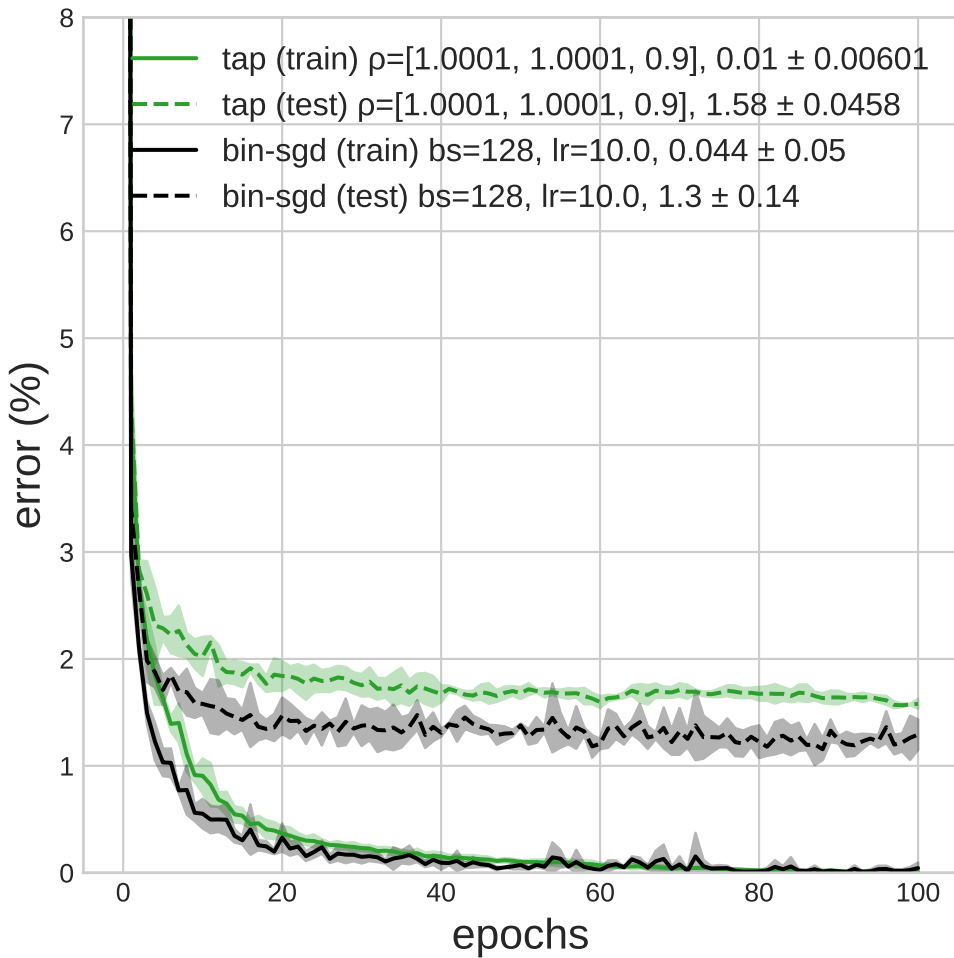 8
7
6
5
4
3
2
1
0
error (%)
tap (train) ρ=[1.0001, 1.0001, 0.9], 0.01 ± 0.00601
tap (test) ρ=[1.0001, 1.0001, 0.9], 1.58 ± 0.0458
bin-sgd (train) bs=128, lr=10.0, 0.044 ± 0.05
bin-sgd (test) bs=128, lr=10.0, 1.3 ± 0.14
0 20 40 60 80 100
epochs